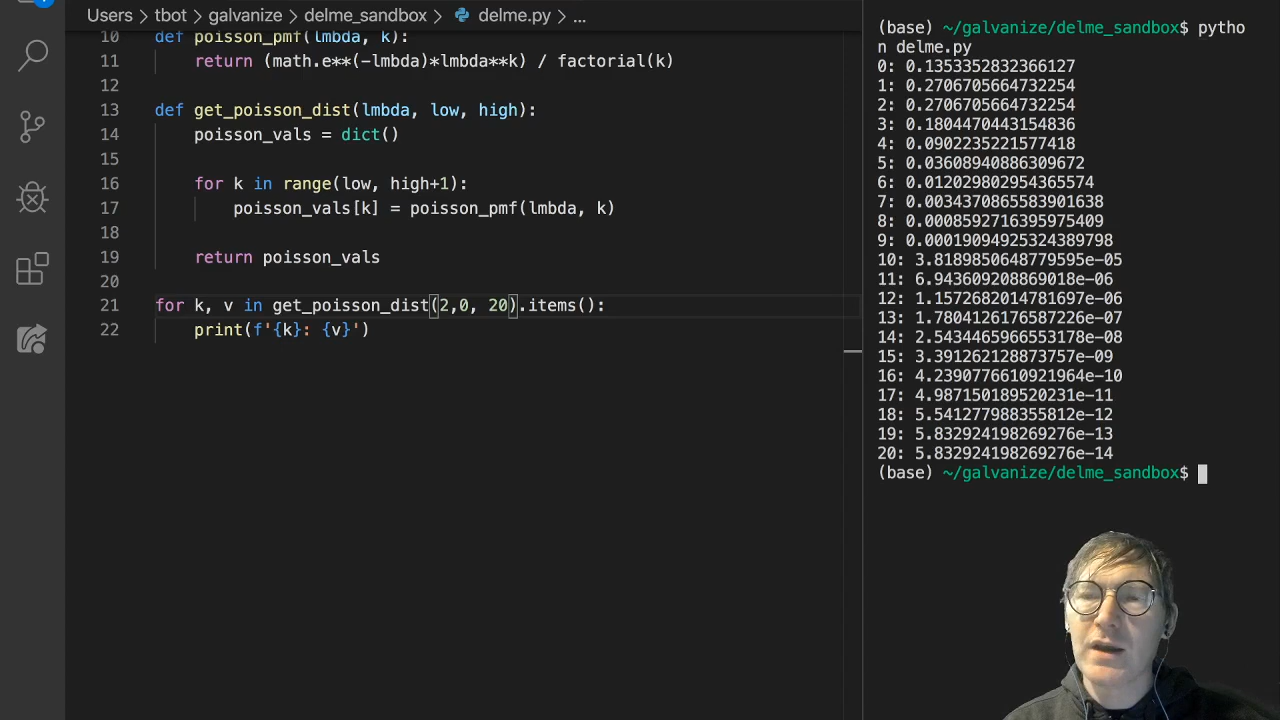 Users > tbot > galvanize > delme_sandbox > delme.py > ...
10 def poisson_pmf(lmbda, k):
11 return (math.e**(-lmbda)*lmbda**k) / factorial(k)
12
13 def get_poisson_dist(lmbda, low, high):
14 poisson_vals = dict()
15
16 for k in range(low, high+1):
17 poisson_vals[k] = poisson_pmf(lmbda, k)
18
19 return poisson_vals
20
21 for k, v in get_poisson_dist(2,0, 20).items():
22 print(f'{k}: {v}')
(base) ~/galvanize/delme_sandbox$ pytho
n delme.py
0: 0.1353352832366127
1: 0.2706705664732254
2: 0.2706705664732254
3: 0.1804470443154836
4: 0.0902235221577418
5: 0.03608940886309672
6: 0.012029802954365574
7: 0.0034370865583901638
8: 0.0008592716395975409
9: 0.00019094925324389798
10: 3.8189850648779595e-05
11: 6.943609208869018e-06
12: 1.1572682014781697e-06
13: 1.7804126176587226e-07
14: 2.5434465966553178e-08
15: 3.391262128873757e-09
16: 4.2390776610921964e-10
17: 4.987150189520231e-11
18: 5.541277988355812e-12
19: 5.832924198269276e-13
20: 5.832924198269276e-14
(base) ~/galvanize/delme_sandbox$